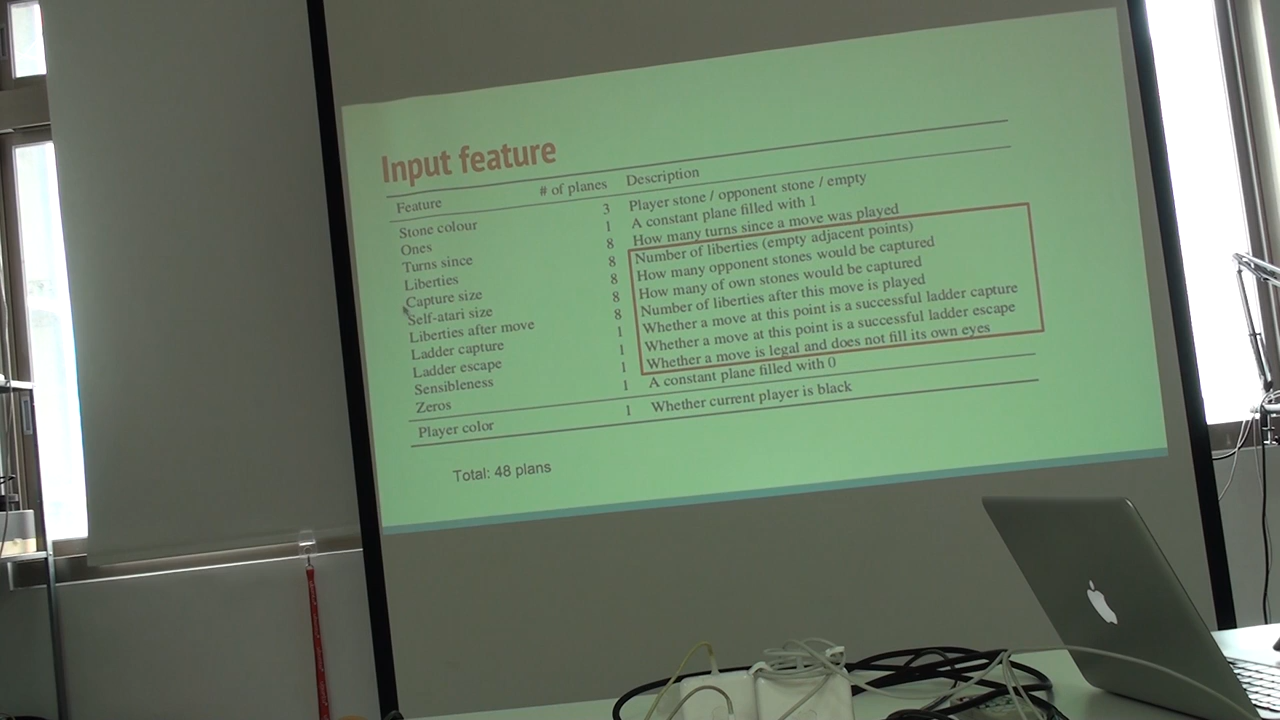 Input feature
Feature # of planes Description
Stone colour 3 Player stone / opponent stone / empty
Ones 1 A constant plane filled with 1
Turns since 8 How many turns since a move was played
Liberties 8 Number of liberties (empty adjacent points)
Capture size 8 How many opponent stones would be captured
Self-atari size 8 How many of own stones would be captured
Liberties after move 8 Number of liberties after this move is played
Ladder capture 1 Whether a move at this point is a successful ladder capture
Ladder escape 1 Whether a move at this point is a successful ladder escape
Sensibleness 1 Whether a move is legal and does not fill its own eyes
Zeros 1 A constant plane filled with 0
Player color 1 Whether current player is black
Total: 48 plans